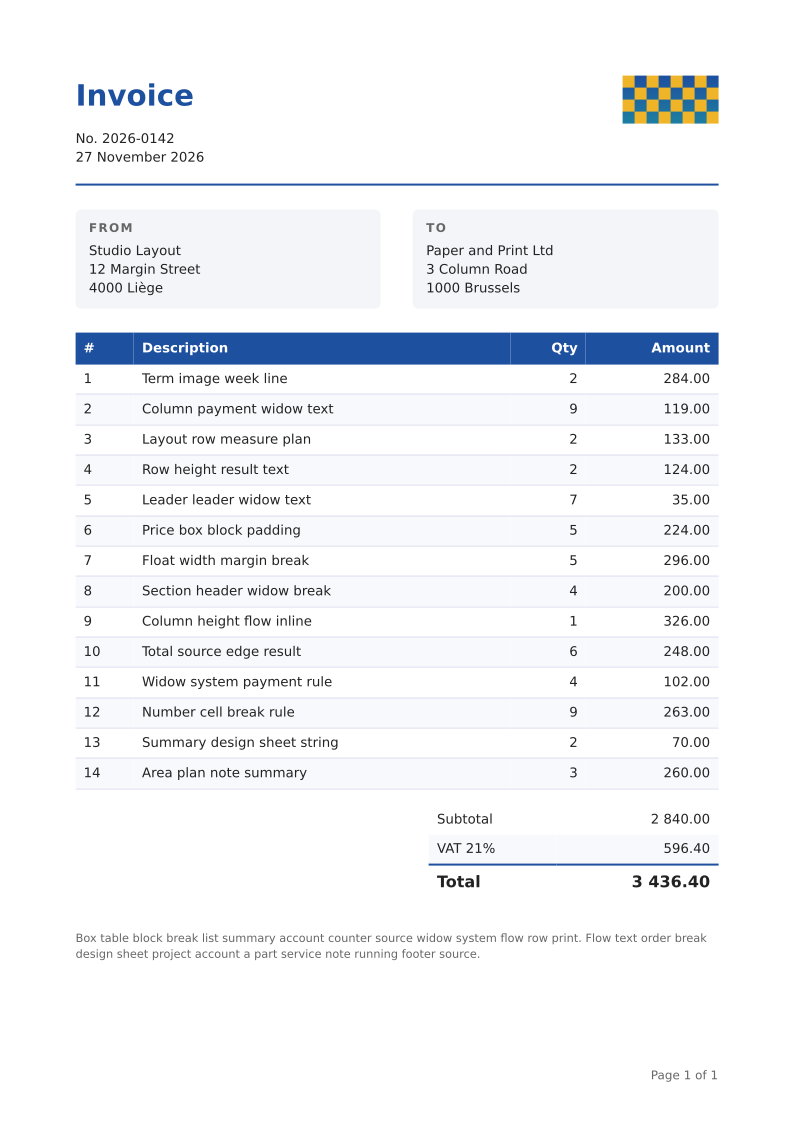 Invoice
No. 2026-0142
27 November 2026
FROM
Studio Layout
12 Margin Street
4000 Liège
TO
Paper and Print Ltd
3 Column Road
1000 Brussels
# Description Qty Amount
1 Term image week line 2 284.00
2 Column payment widow text 9 119.00
3 Layout row measure plan 2 133.00
4 Row height result text 2 124.00
5 Leader leader widow text 7 35.00
6 Price box block padding 5 224.00
7 Float width margin break 5 296.00
8 Section header widow break 4 200.00
9 Column height flow inline 1 326.00
10 Total source edge result 6 248.00
11 Widow system payment rule 4 102.00
12 Number cell break rule 9 263.00
13 Summary design sheet string 2 70.00
14 Area plan note summary 3 260.00
Subtotal 2 840.00
VAT 21% 596.40
Total 3 436.40
Box table block break list summary account counter source widow system flow row print. Flow text order break
design sheet project account a part service note running footer source.
Page 1 of 1